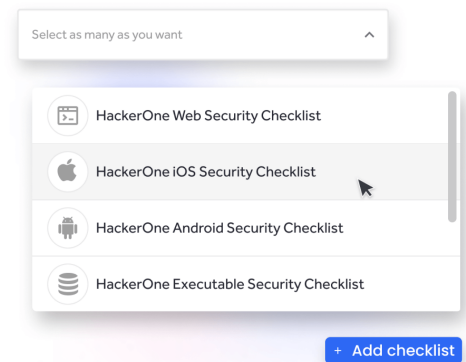 Select as many as you want
HackerOne Web Security Checklist
HackerOne iOS Security Checklist
HackerOne Android Security Checklist
HackerOne Executable Security Checklist
+ Add checklist